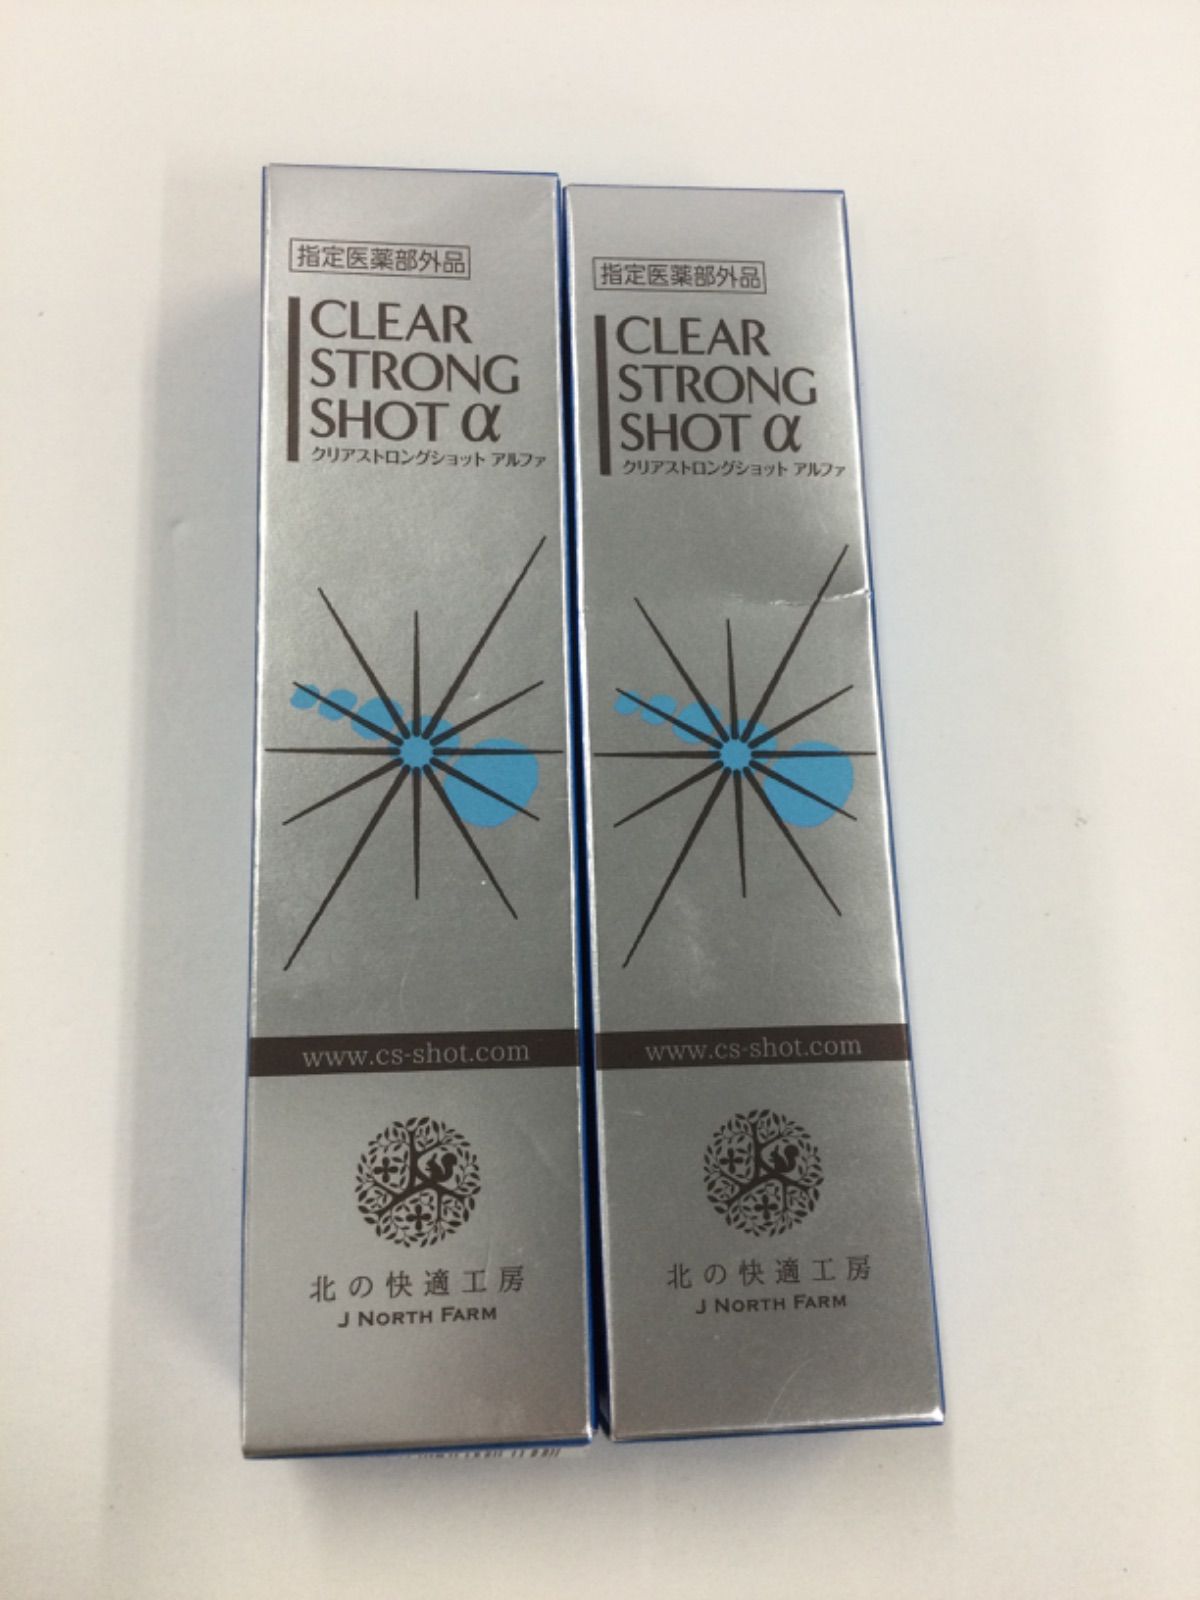 指定医薬部外品
CLEAR
STRONG
SHOT α
クリアストロングショット アルファ
www.cs-shot.com
北の快適工房
J NORTH FARM
指定医薬部外品
CLEAR
STRONG
SHOT α
クリアストロングショット アルファ
www.cs-shot.com
北の快適工房
J NORTH FARM